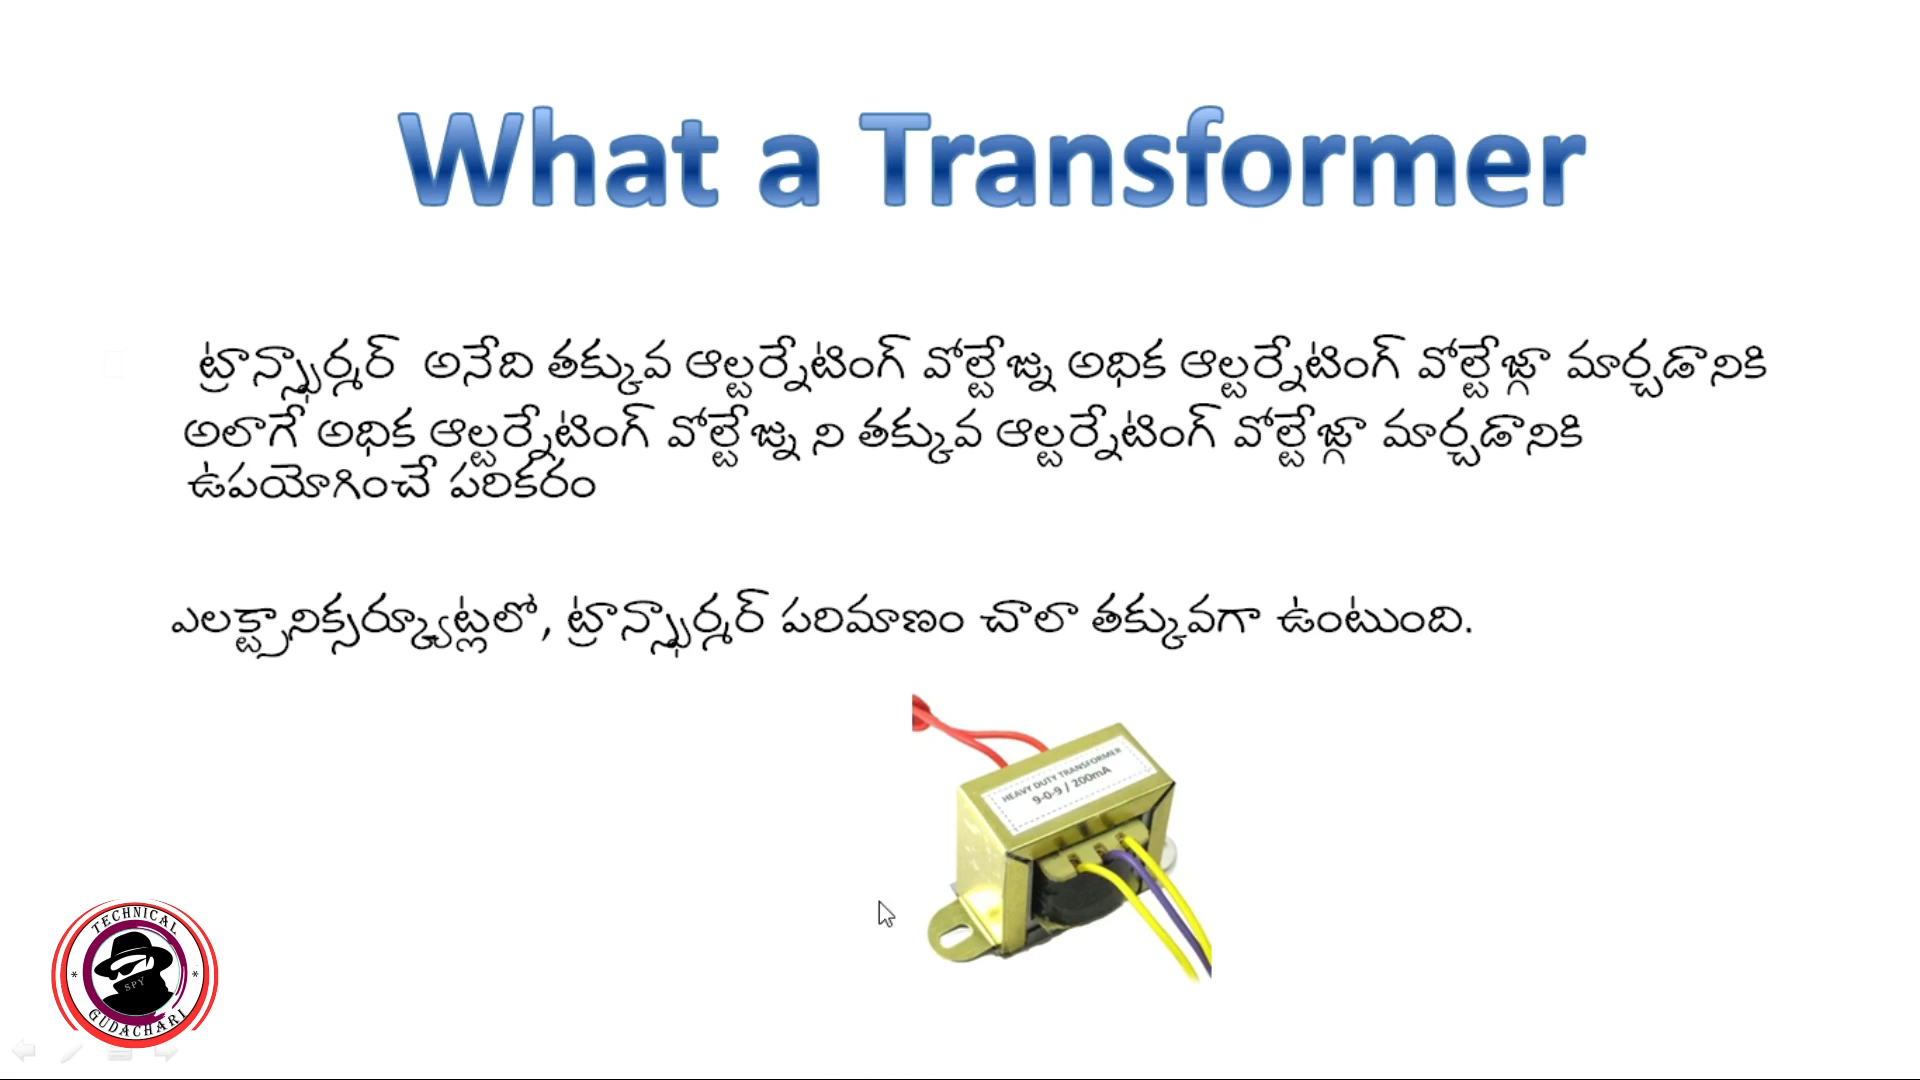 What a Transformer
ట్రాన్స్ఫార్మర్ అనేది తక్కువ ఆల్టర్నేటింగ్ వోల్టేజ్ను అధిక ఆల్టర్నేటింగ్ వోల్టేజ్గా మార్చడానికి
అలాగే అధిక ఆల్టర్నేటింగ్ వోల్టేజ్ను ని తక్కువ ఆల్టర్నేటింగ్ వోల్టేజ్గా మార్చడానికి
ఉపయోగించే పరికరం
ఎలక్ట్రానిక్సర్క్యూట్లలో, ట్రాన్స్ఫార్మర్ పరిమాణం చాలా తక్కువగా ఉంటుంది.
HEAVY DUTY TRANSFORMER
9-0-9 / 200mA
TECHNICAL
SPY
GUDACHARI